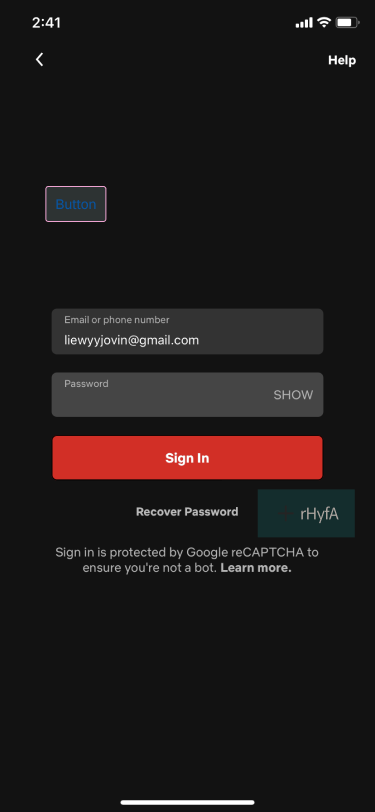 2:41
Help
Button
Email or phone number
liewyyjovin@gmail.com
Password
SHOW
Sign In
Recover Password
rHyfA
Sign in is protected by Google reCAPTCHA to
ensure you're not a bot. Learn more.